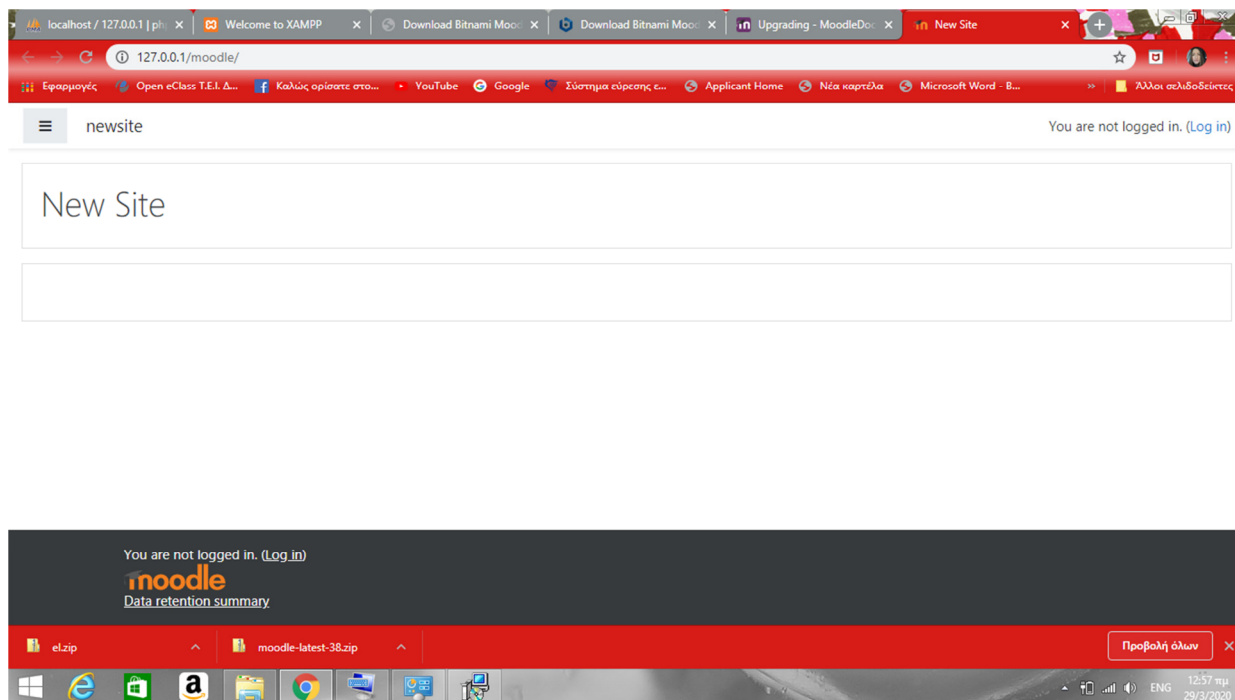 localhost / 127.0.0.1 | ph
Welcome to XAMPP
Download Bitnami Mood
Download Bitnami Mood
Upgrading - MoodleDoc
New Site
127.0.0.1/moodle/
Εφαρμογές
Open eClass T.E.I. Δ...
Καλώς ορίσατε στο...
YouTube
Google
Σύστημα εύρεσης ε...
Applicant Home
Νέα καρτέλα
Microsoft Word - B...
Άλλοι σελιδοδείκτες
newsite
You are not logged in. (Log in)
New Site
You are not logged in. (Log in)
moodle
Data retention summary
el.zip
moodle-latest-38.zip
Προβολή όλων
ENG
12:57 πμ
29/3/2020